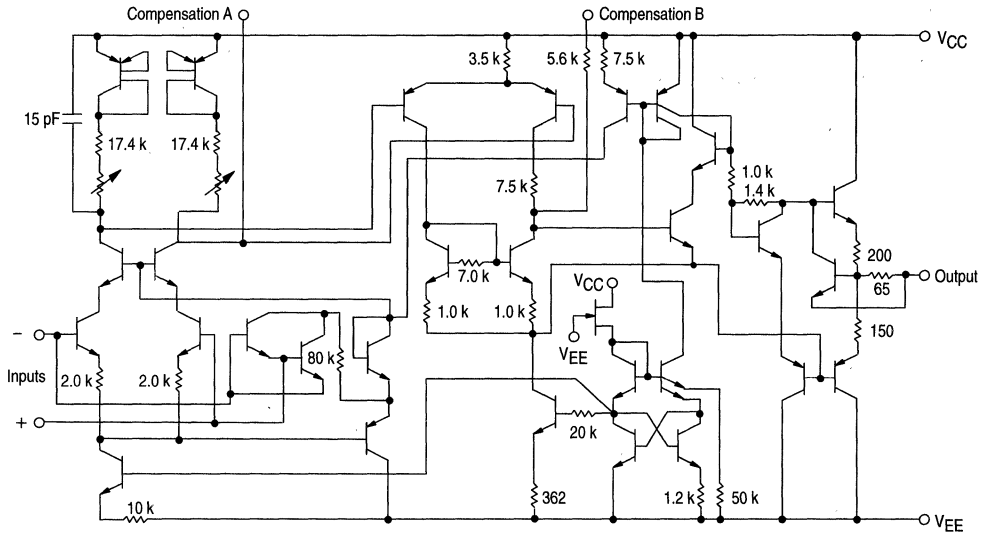 Compensation A
Compensation B
VCC
3.5 k
5.6 k
7.5 k
15 pF
17.4 k
17.4 k
7.5 k
1.0 k
1.4 k
200
65
Output
7.0 k
1.0 k
1.0 k
VCC
VEE
150
−
Inputs
+
2.0 k
2.0 k
80 k
20 k
10 k
362
1.2 k
50 k
VEE